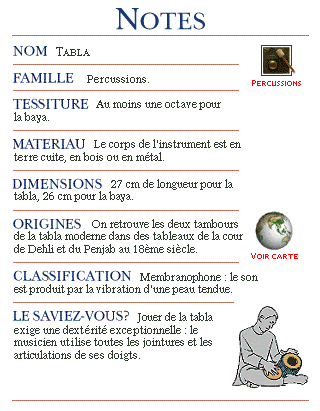 NOTES
NOM Tabla
FAMILLE Percussions.
Percussions
TESSITURE Au moins une octave pour
la baya.
MATERIAU Le corps de l'instrument est en
terre cuite, en bois ou en métal.
DIMENSIONS 27 cm de longueur pour la
tabla, 26 cm pour la baya.
ORIGINES On retrouve les deux tambours
de la tabla moderne dans des tableaux de la cour
de Dehli et du Penjab au 18ème siècle.
VOIR CARTE
CLASSIFICATION Membranophone : le son
est produit par la vibration d'une peau tendue.
LE SAVIEZ-VOUS? Jouer de la tabla
exige une dextérité exceptionnelle : le
musicien utilise toutes les jointures et les
articulations de ses doigts.